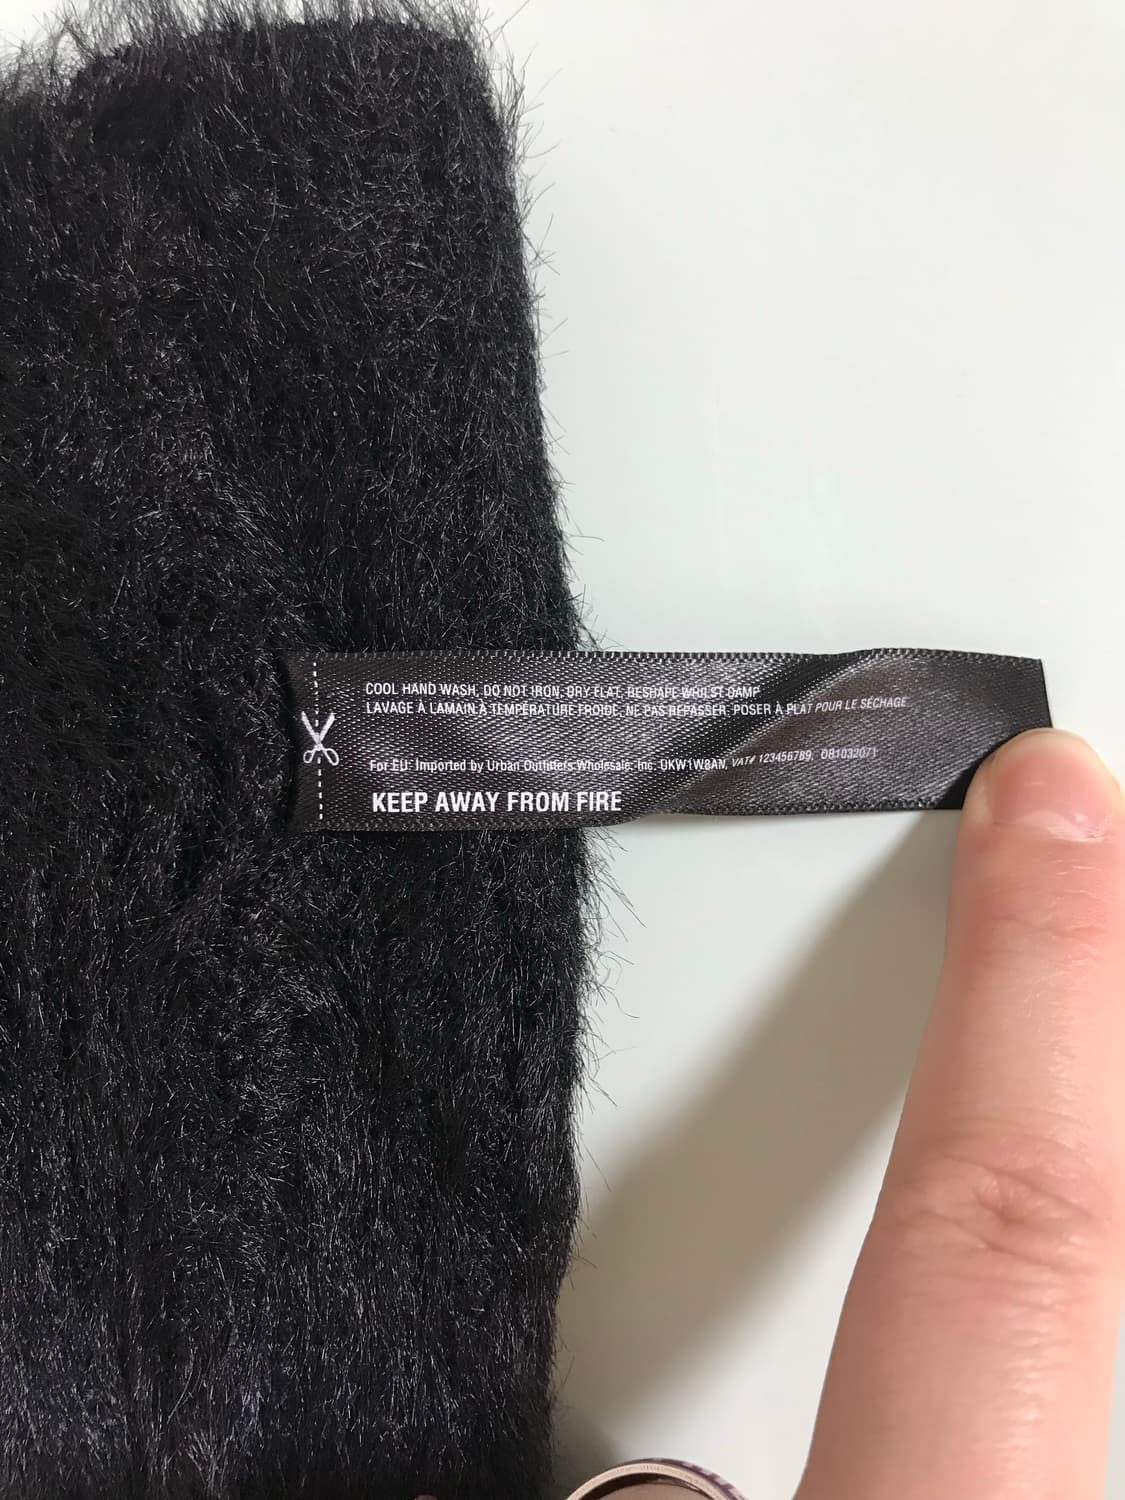 COOL HAND WASH, DO NOT IRON, DRY FLAT, RESHAPE WHILST DAMP
LAVAGE À LAMAIN À TEMPÉRATURE FROIDE, NE PAS REPASSER, POSER À PLAT POUR LE SÉCHAGE
For EU: Imported by Urban Outfitters Wholesale, Inc. UKW1W8AN, VAT# 123456789, 081032071
KEEP AWAY FROM FIRE